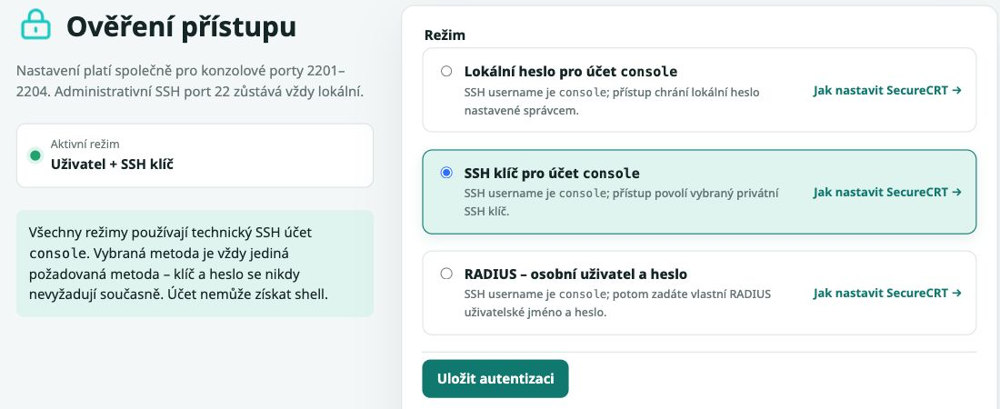 Ověření přístupu
Nastavení platí společně pro konzolové porty 2201–
2204. Administrativní SSH port 22 zůstává vždy lokální.
Aktivní režim
Uživatel + SSH klíč
Všechny režimy používají technický SSH účet
console. Vybraná metoda je vždy jediná
požadovaná metoda – klíč a heslo se nikdy
nevyžadují současně. Účet nemůže získat shell.
Režim
Lokální heslo pro účet console
SSH username je console; přístup chrání lokální heslo
nastavené správcem.
Jak nastavit SecureCRT →
SSH klíč pro účet console
SSH username je console; přístup povolí vybraný privátní
SSH klíč.
Jak nastavit SecureCRT →
RADIUS – osobní uživatel a heslo
SSH username je console; potom zadáte vlastní RADIUS
uživatelské jméno a heslo.
Jak nastavit SecureCRT →
Uložit autentizaci